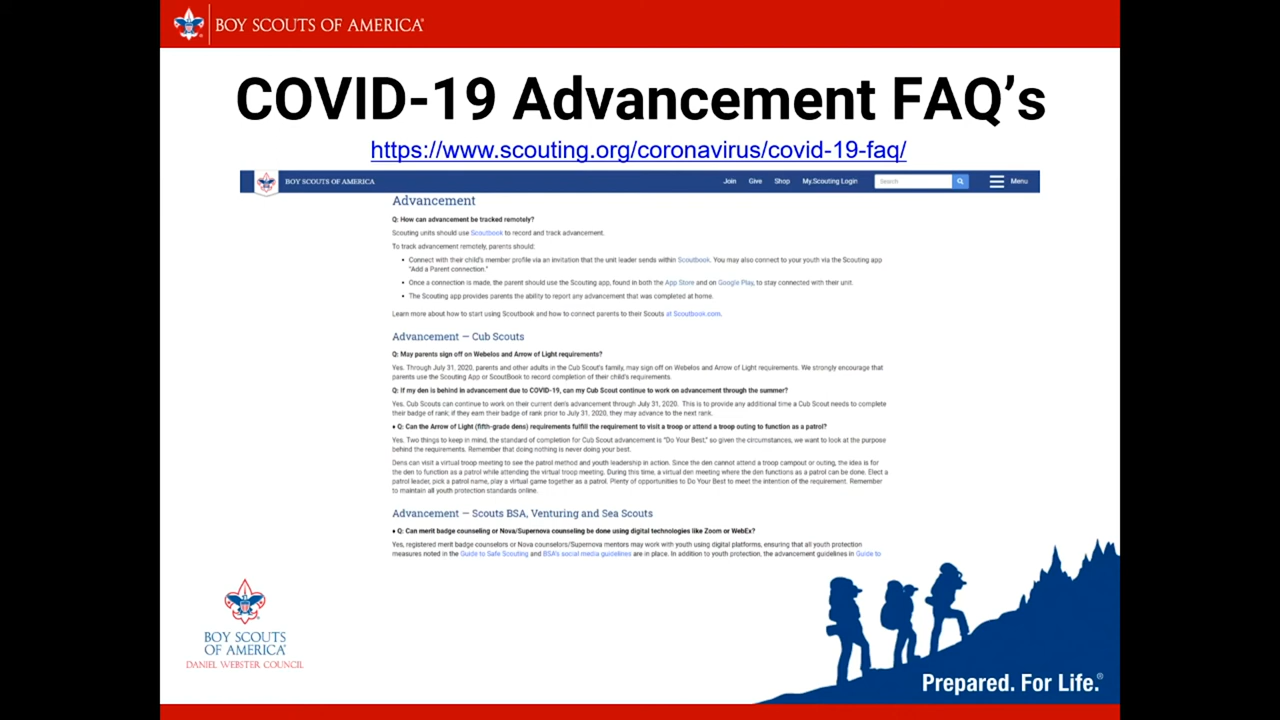 BOY SCOUTS OF AMERICA®
COVID-19 Advancement FAQ's
https://www.scouting.org/coronavirus/covid-19-faq/
BOY SCOUTS OF AMERICA Join Give Shop My.Scouting Login Search Menu
Advancement
Q: How can advancement be tracked remotely?
Scouting units should use Scoutbook to record and track advancement.
To track advancement remotely, parents should:
• Connect with their child's member profile via an invitation that the unit leader sends within Scoutbook. You may also connect to your youth via the Scouting app
"Add a Parent connection."
• Once a connection is made, the parent should use the Scouting app, found in both the App Store and on Google Play, to stay connected with their unit.
• The Scouting app provides parents the ability to report any advancement that was completed at home.
Learn more about how to start using Scoutbook and how to connect parents to their Scouts at Scoutbook.com.
Advancement — Cub Scouts
Q: May parents sign off on Webelos and Arrow of Light requirements?
Yes. Through July 31, 2020, parents and other adults in the Cub Scout's family, may sign off on Webelos and Arrow of Light requirements. We strongly encourage that
parents use the Scouting App or ScoutBook to record completion of their child's requirements.
Q: If my den is behind in advancement due to COVID-19, can my Cub Scout continue to work on advancement through the summer?
Yes. Cub Scouts can continue to work on their current den's advancement through July 31, 2020. This is to provide any additional time a Cub Scout needs to complete
their badge of rank; if they earn their badge of rank prior to July 31, 2020, they may advance to the next rank.
♦ Q: Can the Arrow of Light (fifth-grade dens) requirements fulfill the requirement to visit a troop or attend a troop outing to function as a patrol?
Yes. Two things to keep in mind, the standard of completion for Cub Scout advancement is "Do Your Best," so given the circumstances, we want to look at the purpose
behind the requirements. Remember that doing nothing is never doing your best.
Dens can visit a virtual troop meeting to see the patrol method and youth leadership in action. Since the den cannot attend a troop campout or outing, the idea is for
the den to function as a patrol while attending the virtual troop meeting. During this time, a virtual den meeting where the den functions as a patrol can be done. Elect a
patrol leader, pick a patrol name, play a virtual game together as a patrol. Plenty of opportunities to Do Your Best to meet the intention of the requirement. Remember
to maintain all youth protection standards online.
Advancement — Scouts BSA, Venturing and Sea Scouts
♦ Q: Can merit badge counseling or Nova/Supernova counseling be done using digital technologies like Zoom or WebEx?
Yes, registered merit badge counselors or Nova counselors/Supernova mentors may work with youth using digital platforms, ensuring that all youth protection
measures noted in the Guide to Safe Scouting and BSA's social media guidelines are in place. In addition to youth protection, the advancement guidelines in Guide to
BOY SCOUTS
OF AMERICA®
DANIEL WEBSTER COUNCIL
Prepared. For Life.®